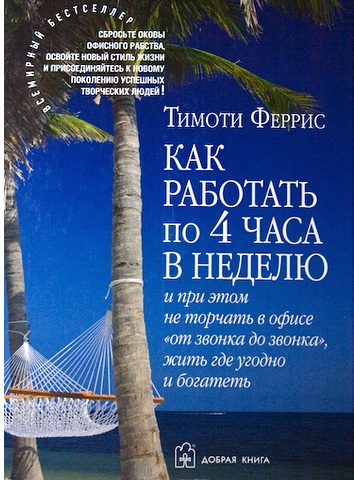 ВСЕМИРНЫЙ БЕСТСЕЛЛЕР
СБРОСЬТЕ ОКОВЫ
ОФИСНОГО РАБСТВА,
ОСВОЙТЕ НОВЫЙ СТИЛЬ ЖИЗНИ
И ПРИСОЕДИНЯЙТЕСЬ К НОВОМУ
ПОКОЛЕНИЮ УСПЕШНЫХ
ТВОРЧЕСКИХ ЛЮДЕЙ!
ТИМОТИ ФЕРРИС
КАК
РАБОТАТЬ
ПО 4 ЧАСА
В НЕДЕЛЮ
и при этом
не торчать в офисе
«от звонка до звонка»,
жить где угодно
и богатеть
ДОБРАЯ КНИГА